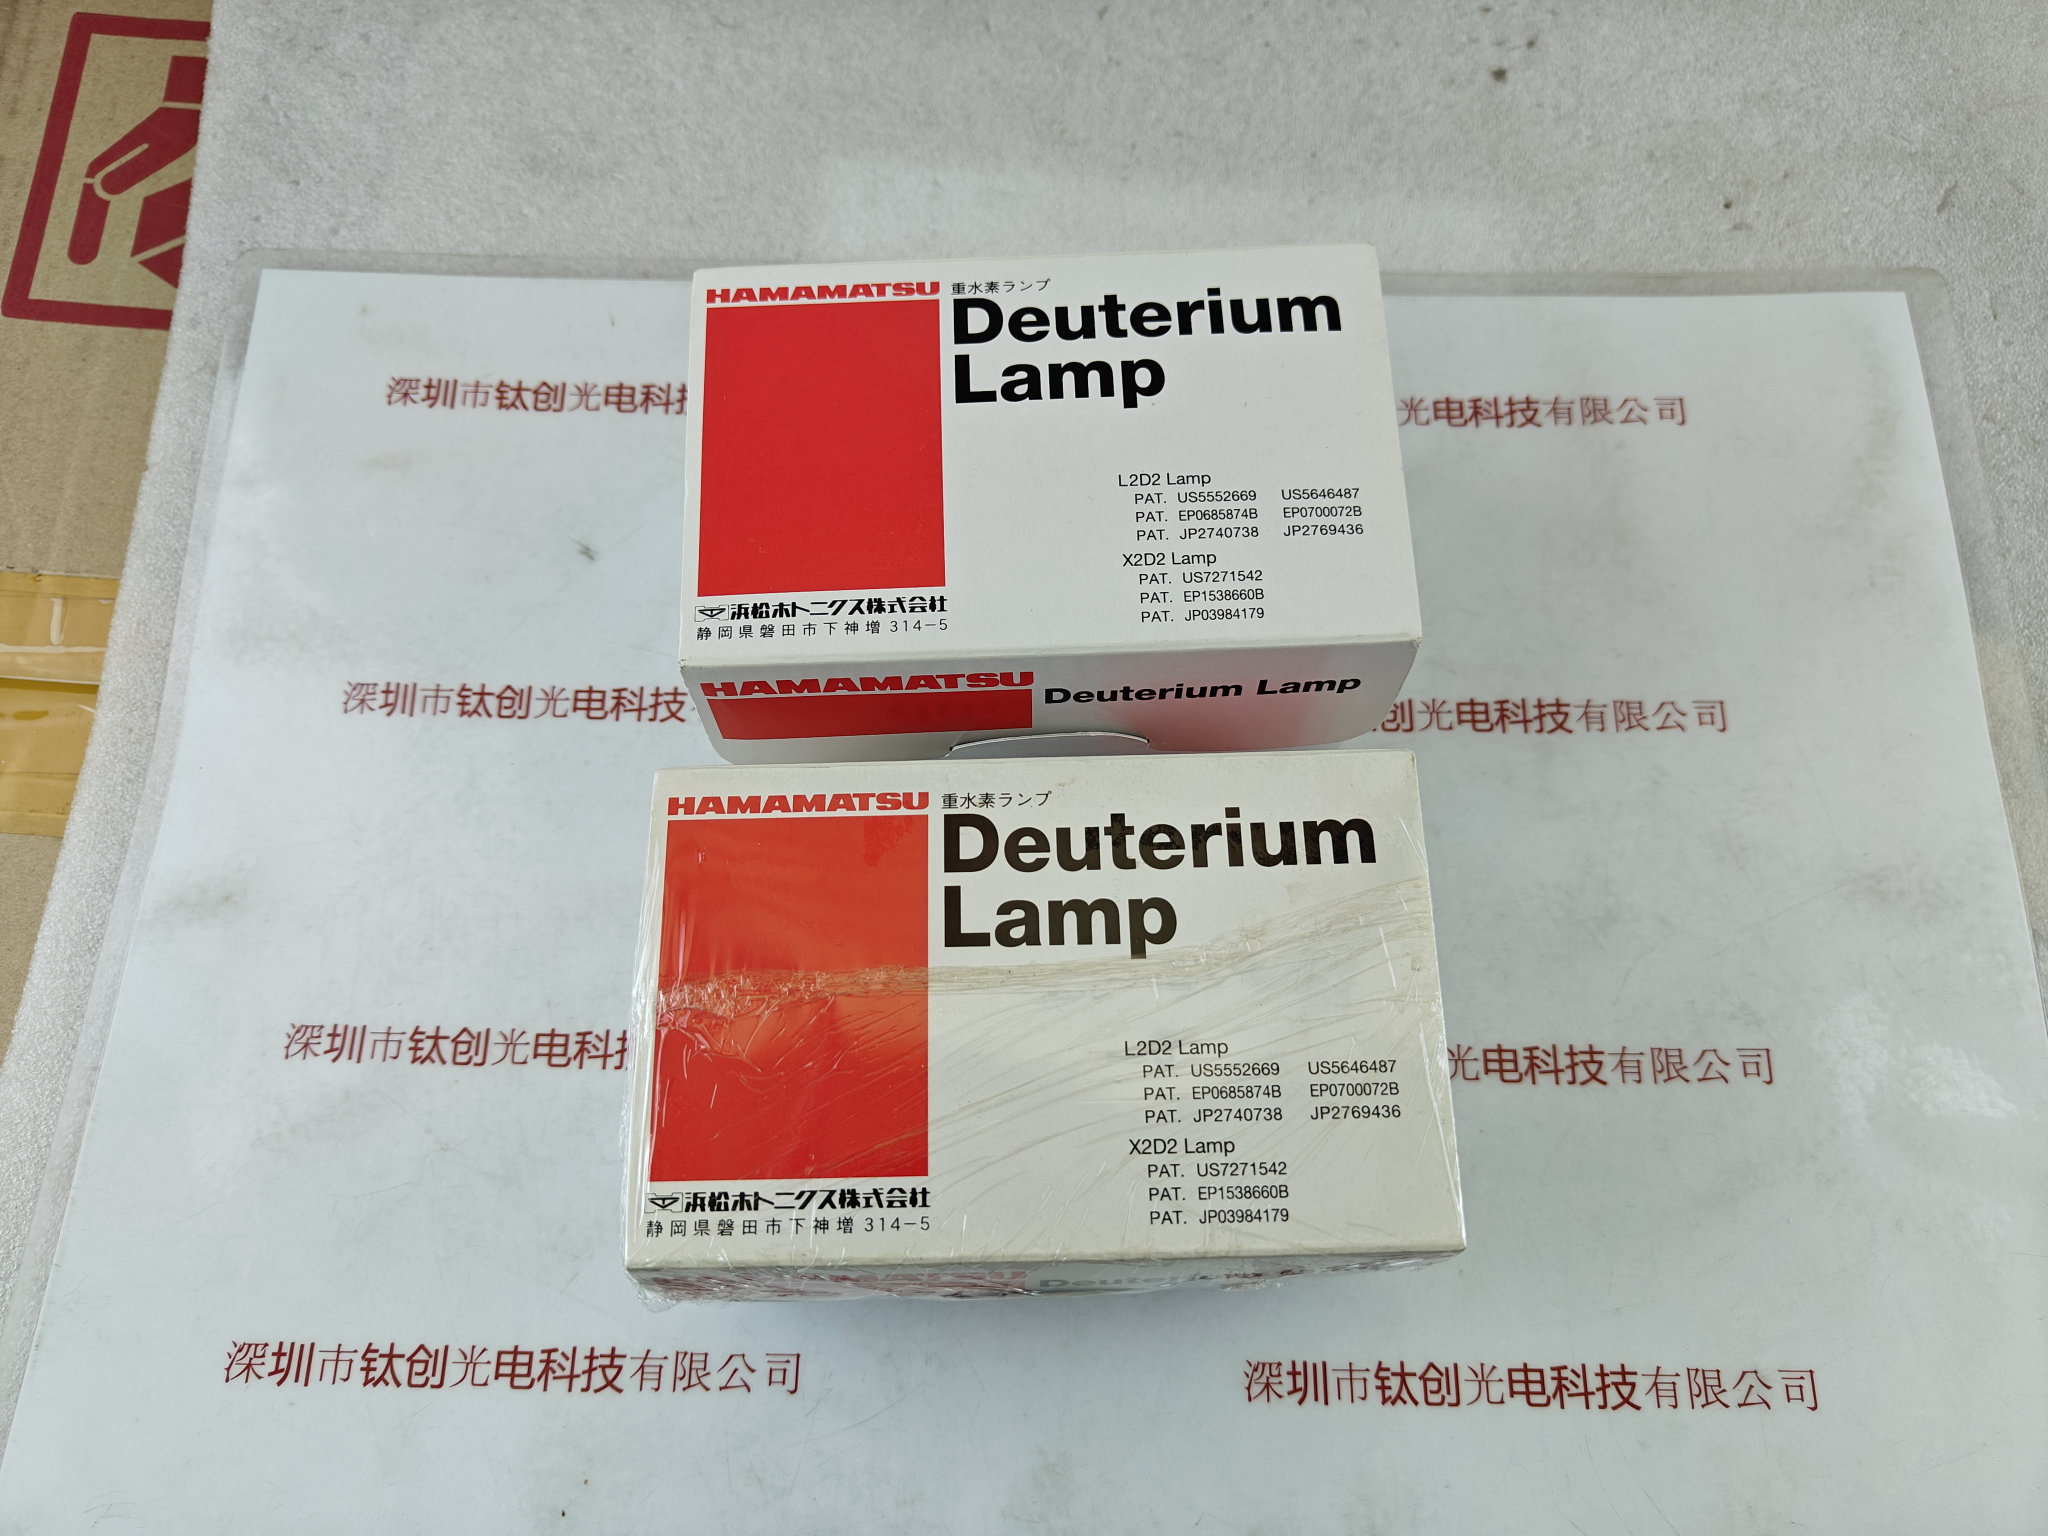 深圳市钛创光电科
光电科技有限公司
HAMAMATSU
重水素ランプ
Deuterium
Lamp
L2D2 Lamp
PAT. US5552669 US5646487
PAT. EP0685874B EP0700072B
PAT. JP2740738 JP2769436
X2D2 Lamp
PAT. US7271542
PAT. EP1538660B
PAT. JP03984179
浜松ホトニクス株式会社
静岡県磐田市下神増 314-5
HAMAMATSU Deuterium Lamp
深圳市钛创光电科技
创光电科技有限公司
HAMAMATSU
重水素ランプ
Deuterium
Lamp
L2D2 Lamp
PAT. US5552669 US5646487
PAT. EP0685874B EP0700072B
PAT. JP2740738 JP2769436
X2D2 Lamp
PAT. US7271542
PAT. EP1538660B
PAT. JP03984179
浜松ホトニクス株式会社
静岡県磐田市下神増 314-5
深圳市钛创光电科技
光电科技有限公司
深圳市钛创光电科技有限公司
深圳市钛创光电科技有限公司